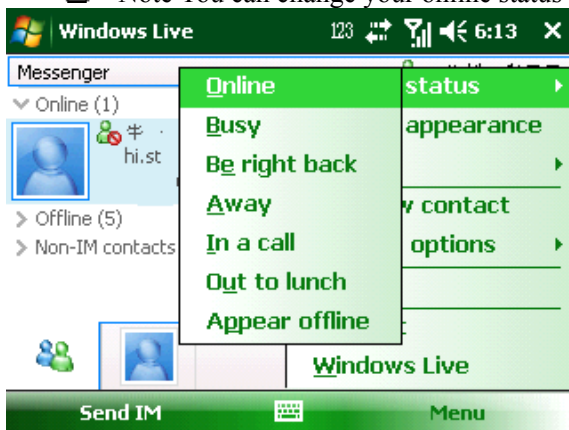 Note You can change your online status
Windows Live 123 6:13
Messenger
Online (1)
牛 .
hi.st
Offline (5)
Non-IM contacts
Online
Busy
Be right back
Away
In a call
Out to lunch
Appear offline
status
appearance
contact
options
Windows Live
Send IM Menu